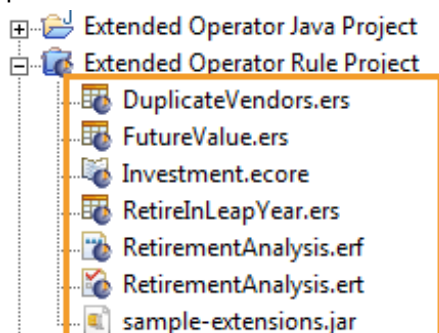 Extended Operator Java Project
Extended Operator Rule Project
DuplicateVendors.ers
FutureValue.ers
Investment.ecore
RetireInLeapYear.ers
RetirementAnalysis.erf
RetirementAnalysis.ert
sample-extensions.jar